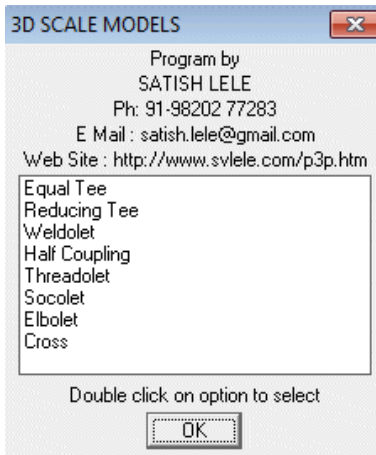 3D SCALE MODELS
Program by
SATISH LELE
Ph: 91-98202 77283
E Mail : satish.lele@gmail.com
Web Site : http://www.svlele.com/p3p.htm
Equal Tee
Reducing Tee
Weldolet
Half Coupling
Threadolet
Socolet
Elbolet
Cross
Double click on option to select
OK